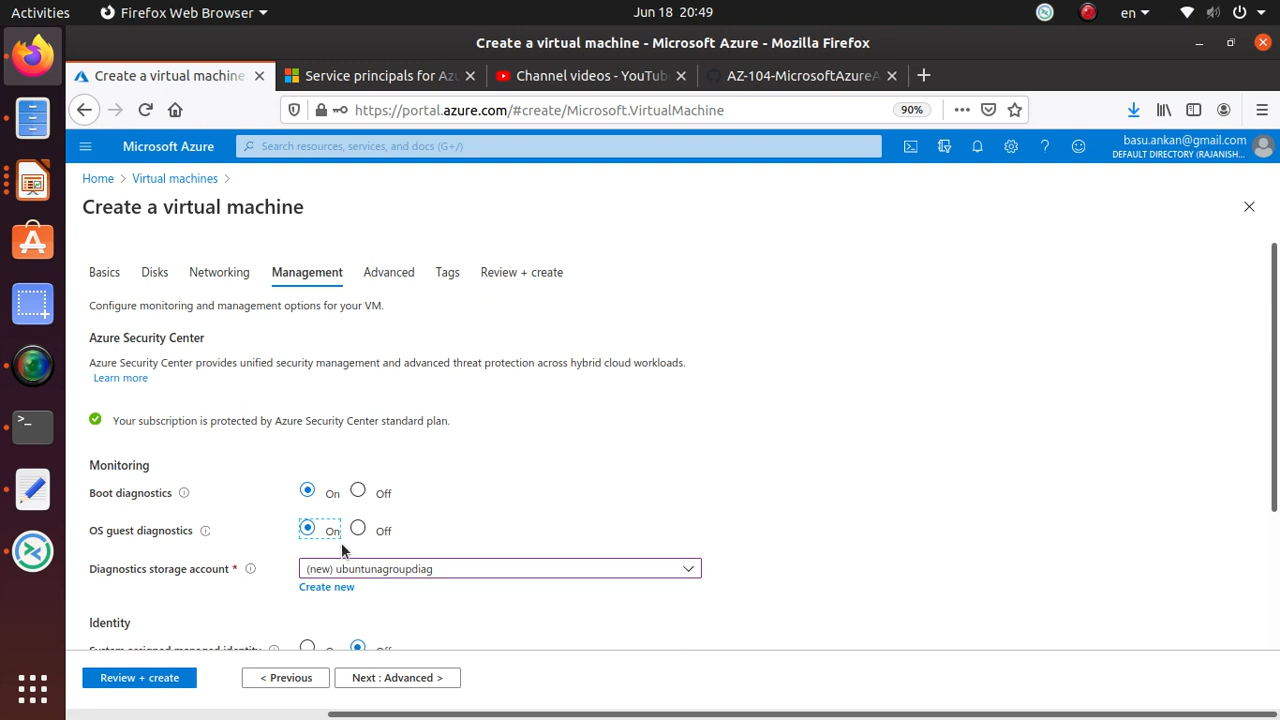 Activities
Firefox Web Browser
Jun 18 20:49
en
Create a virtual machine - Microsoft Azure - Mozilla Firefox
Create a virtual machine
Service principals for Az
Channel videos - YouTub
AZ-104-MicrosoftAzureA
https://portal.azure.com/#create/Microsoft.VirtualMachine
90%
Microsoft Azure
Search resources, services, and docs (G+/)
basu.ankan@gmail.com
DEFAULT DIRECTORY (RAJANISH...
Home > Virtual machines >
Create a virtual machine
Basics
Disks
Networking
Management
Advanced
Tags
Review + create
Configure monitoring and management options for your VM.
Azure Security Center
Azure Security Center provides unified security management and advanced threat protection across hybrid cloud workloads.
Learn more
Your subscription is protected by Azure Security Center standard plan.
Monitoring
Boot diagnostics
On
Off
OS guest diagnostics
On
Off
Diagnostics storage account *
(new) ubuntunagroupdiag
Create new
Identity
System assigned managed identity
On
Off
Review + create
< Previous
Next : Advanced >